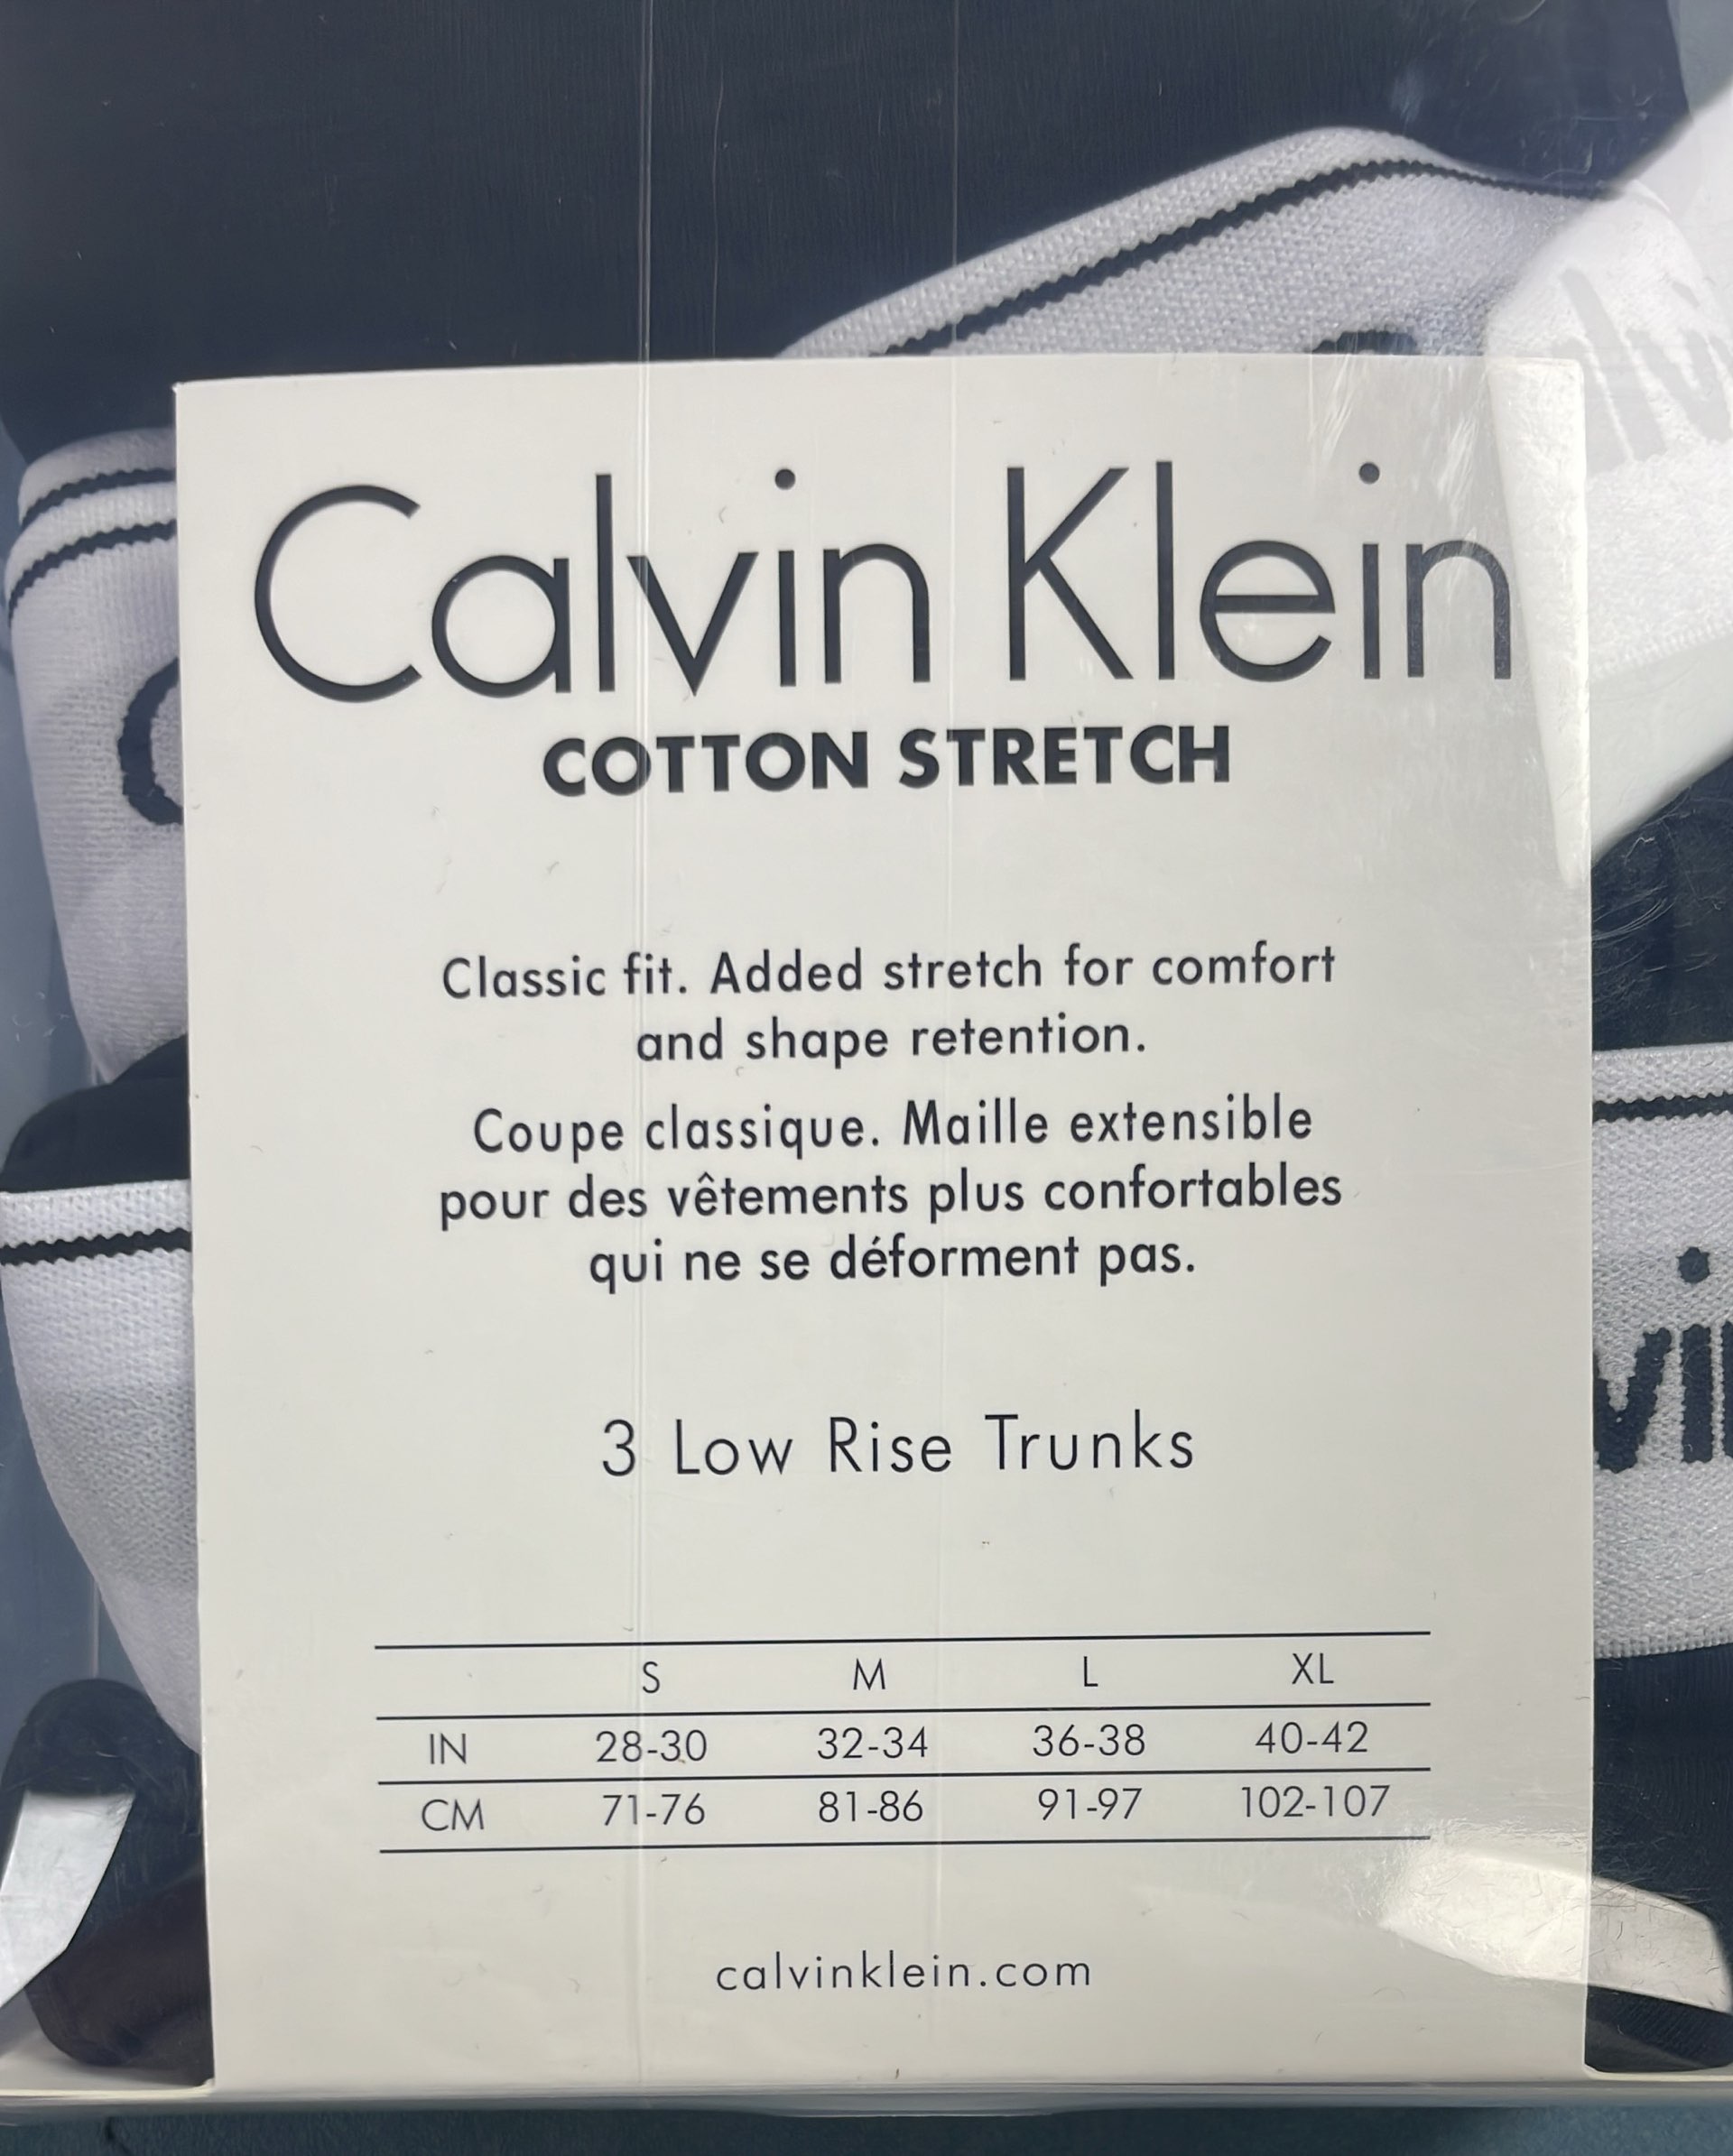 Calvin Klein
COTTON STRETCH
Classic fit. Added stretch for comfort
and shape retention.
Coupe classique. Maille extensible
pour des vêtements plus confortables
qui ne se déforment pas.
3 Low Rise Trunks
S M L XL
IN 28-30 32-34 36-38 40-42
CM 71-76 81-86 91-97 102-107
calvinklein.com